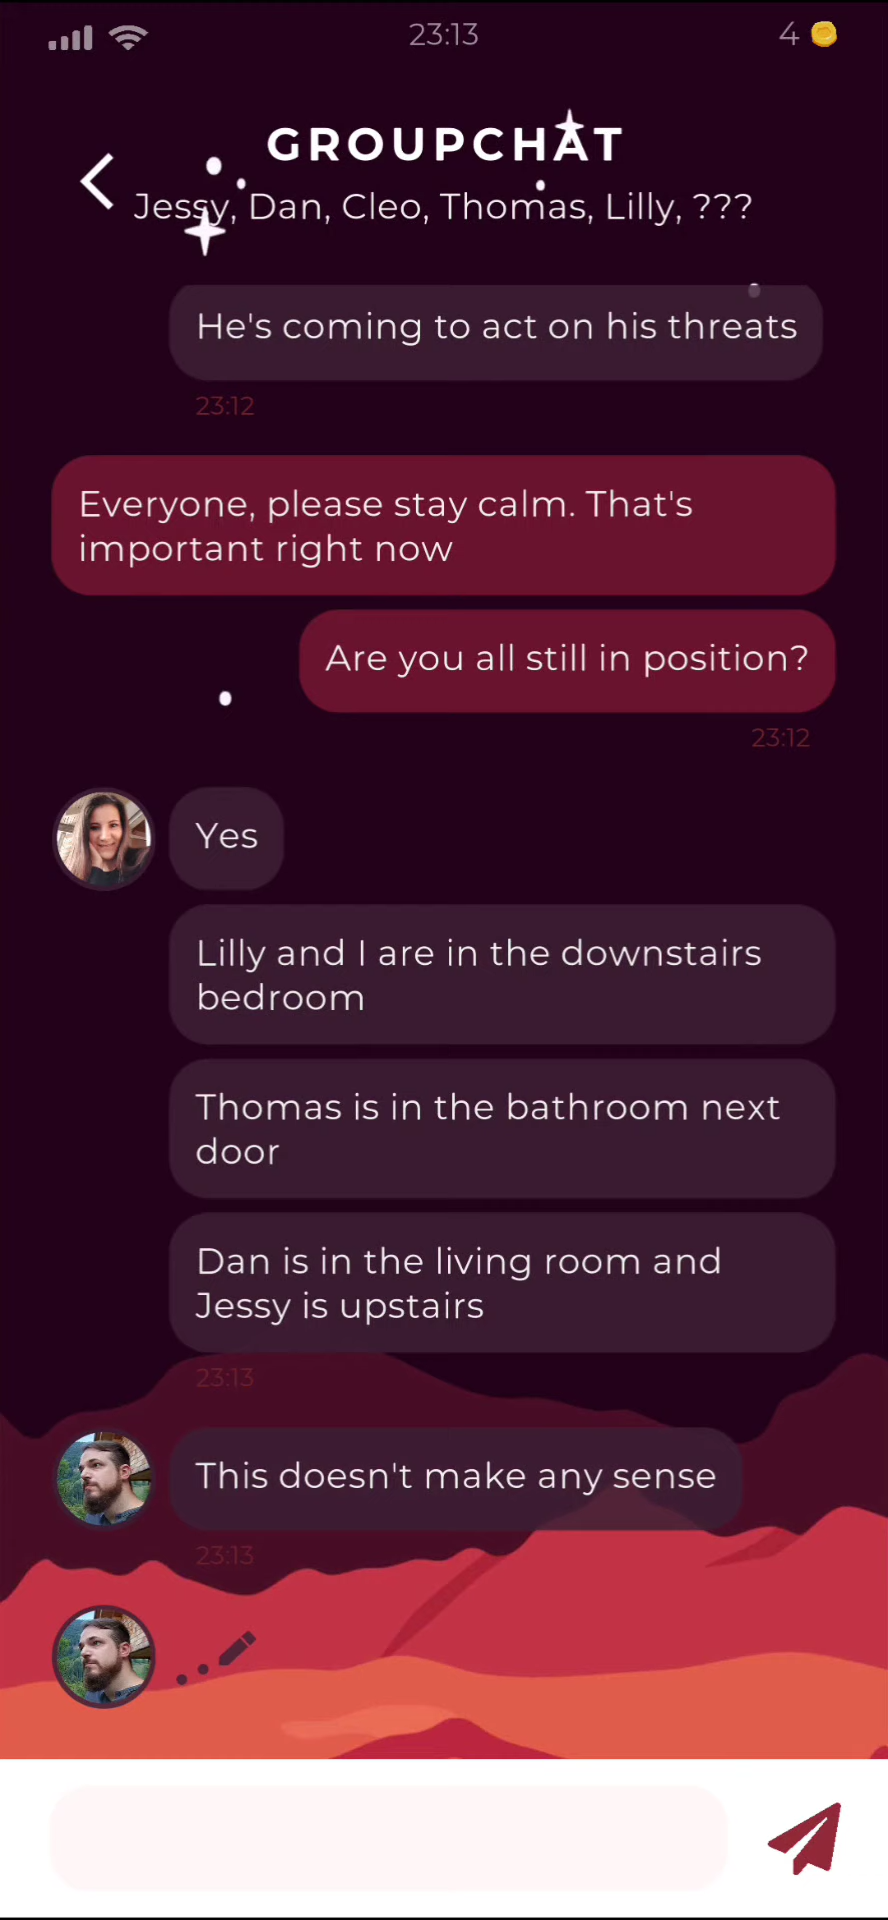 23:13
4
GROUPCHAT
Jessy, Dan, Cleo, Thomas, Lilly, ???
He's coming to act on his threats
23:12
Everyone, please stay calm. That's
important right now
Are you all still in position?
23:12
Yes
Lilly and I are in the downstairs
bedroom
Thomas is in the bathroom next
door
Dan is in the living room and
Jessy is upstairs
23:13
This doesn't make any sense
23:13